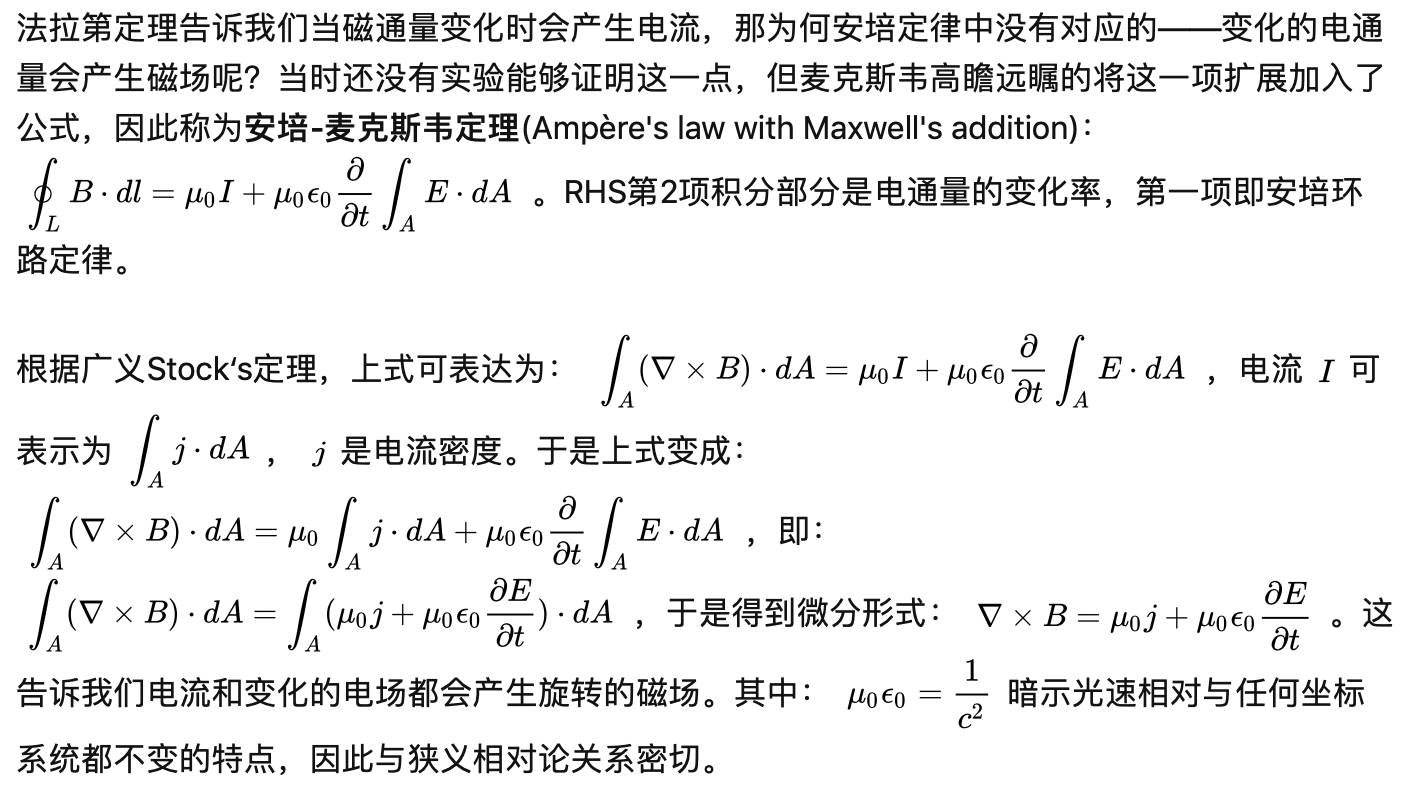 法拉第定理告诉我们当磁通量变化时会产生电流，那为何安培定律中没有对应的——变化的电通
量会产生磁场呢？当时还没有实验能够证明这一点，但麦克斯韦高瞻远瞩的将这一项扩展加入了
公式，因此称为安培-麦克斯韦定理(Ampère's law with Maxwell's addition)：
$\oint_L B \cdot dl = \mu_0 I + \mu_0 \epsilon_0 \frac{\partial}{\partial t} \int_A E \cdot dA$ 。RHS第2项积分部分是电通量的变化率，第一项即安培环
路定律。
根据广义Stock‘s定理，上式可表达为： $\int_A (\nabla \times B) \cdot dA = \mu_0 I + \mu_0 \epsilon_0 \frac{\partial}{\partial t} \int_A E \cdot dA$ ，电流 $I$ 可
表示为 $\int_A j \cdot dA$ ， $j$ 是电流密度。于是上式变成：
$\int_A (\nabla \times B) \cdot dA = \mu_0 \int_A j \cdot dA + \mu_0 \epsilon_0 \frac{\partial}{\partial t} \int_A E \cdot dA$ ，即：
$\int_A (\nabla \times B) \cdot dA = \int_A (\mu_0 j + \mu_0 \epsilon_0 \frac{\partial E}{\partial t}) \cdot dA$ ，于是得到微分形式： $\nabla \times B = \mu_0 j + \mu_0 \epsilon_0 \frac{\partial E}{\partial t}$ 。这
告诉我们电流和变化的电场都会产生旋转的磁场。其中： $\mu_0 \epsilon_0 = \frac{1}{c^2}$ 暗示光速相对与任何坐标
系统都不变的特点，因此与狭义相对论关系密切。